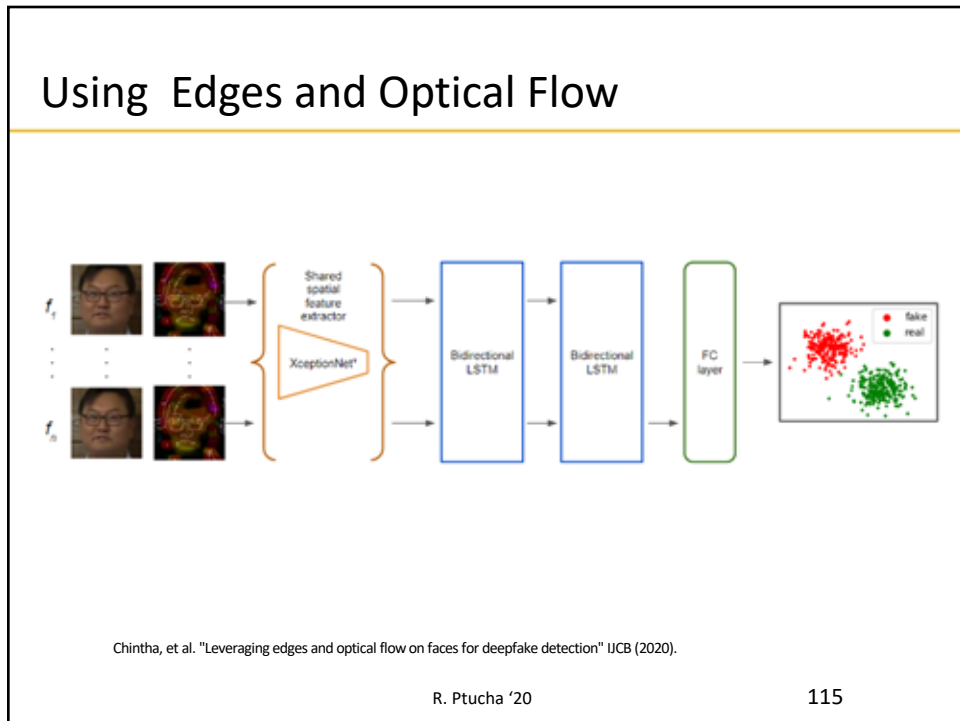 Using  Edges and Optical Flow
f1
fn
Shared
spatial
feature
extractor
XceptionNet*
Bidirectional
LSTM
Bidirectional
LSTM
FC
layer
fake
real
Chintha, et al. "Leveraging edges and optical flow on faces for deepfake detection" IJCB (2020).
R. Ptucha ‘20
115